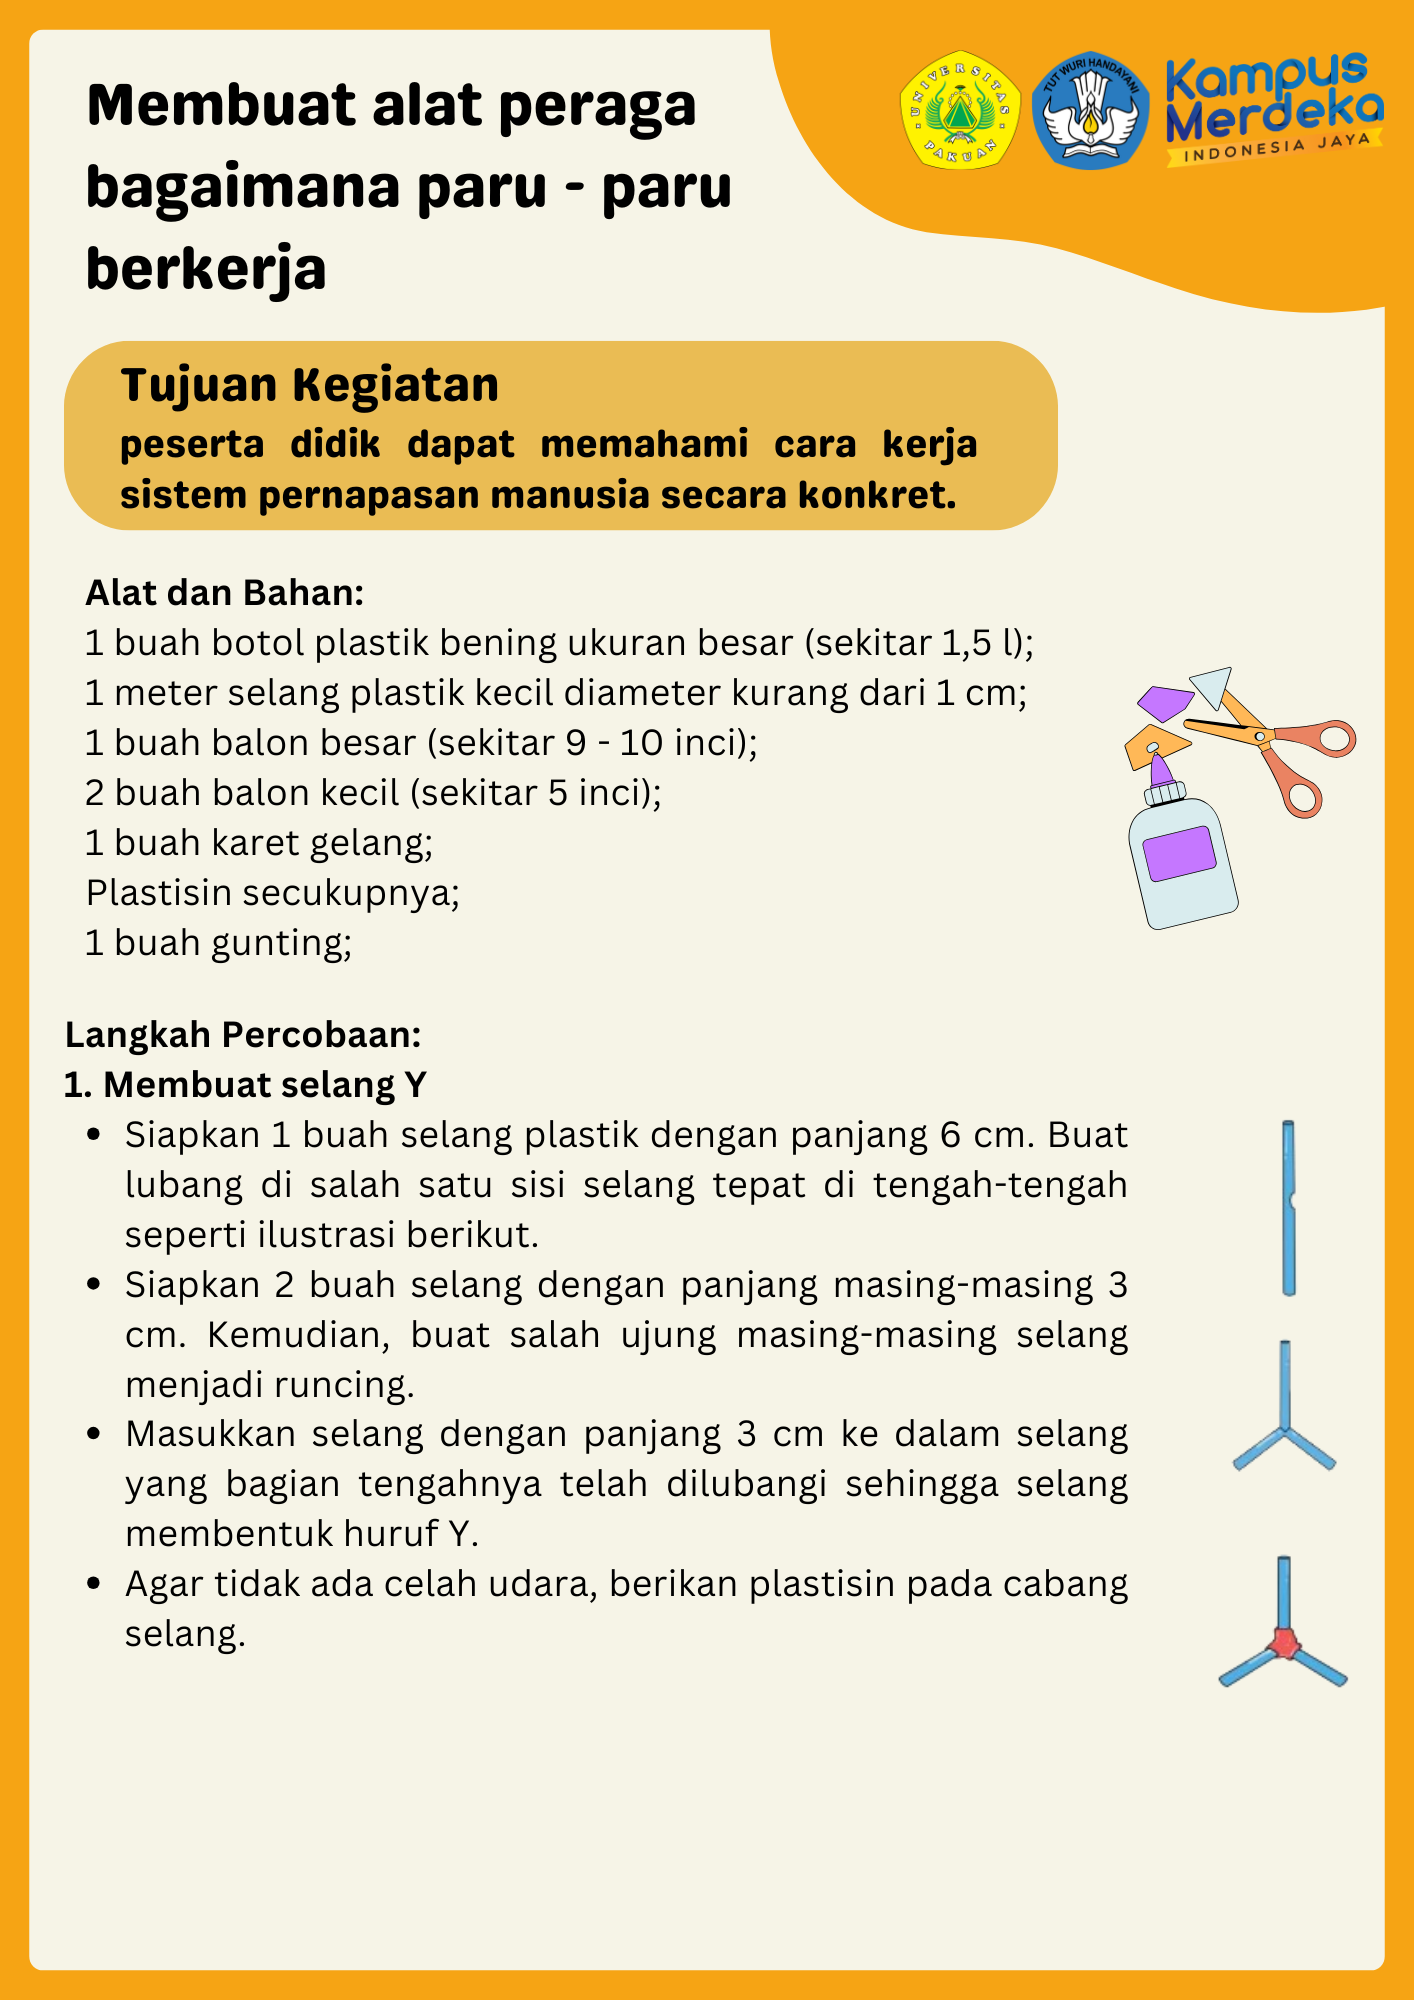 Membuat alat peraga
bagaimana paru - paru
berkerja
UNIVERSITAS
PAKUAN
TUT WURI HANDAYANI
Kampus
Merdeka
INDONESIA JAYA
Tujuan Kegiatan
peserta didik dapat memahami cara kerja
sistem pernapasan manusia secara konkret.
Alat dan Bahan:
1 buah botol plastik bening ukuran besar (sekitar 1,5 l);
1 meter selang plastik kecil diameter kurang dari 1 cm;
1 buah balon besar (sekitar 9 - 10 inci);
2 buah balon kecil (sekitar 5 inci);
1 buah karet gelang;
Plastisin secukupnya;
1 buah gunting;
Langkah Percobaan:
1. Membuat selang Y
• Siapkan 1 buah selang plastik dengan panjang 6 cm. Buat
lubang di salah satu sisi selang tepat di tengah-tengah
seperti ilustrasi berikut.
• Siapkan 2 buah selang dengan panjang masing-masing 3
cm. Kemudian, buat salah ujung masing-masing selang
menjadi runcing.
• Masukkan selang dengan panjang 3 cm ke dalam selang
yang bagian tengahnya telah dilubangi sehingga selang
membentuk huruf Y.
• Agar tidak ada celah udara, berikan plastisin pada cabang
selang.